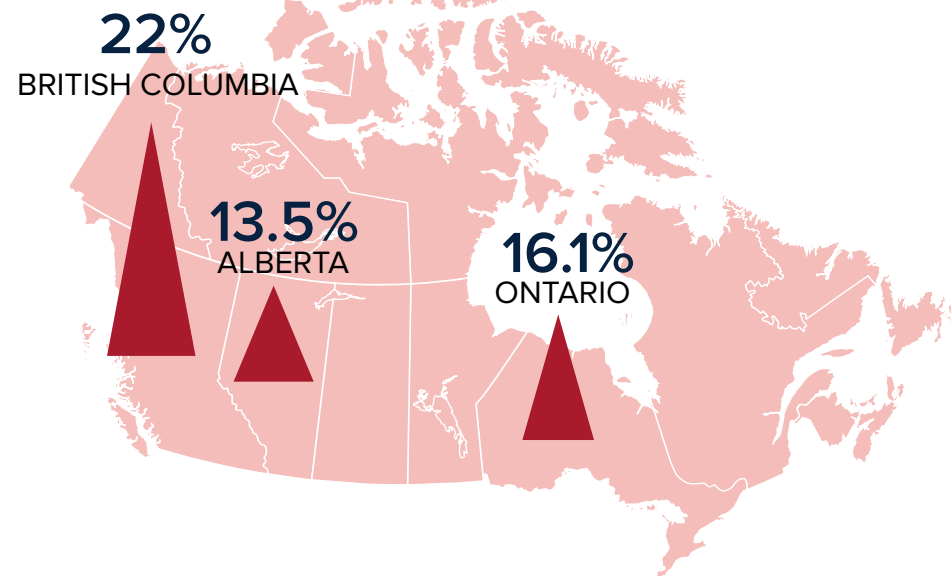 22%
BRITISH COLUMBIA
13.5%
ALBERTA
16.1%
ONTARIO